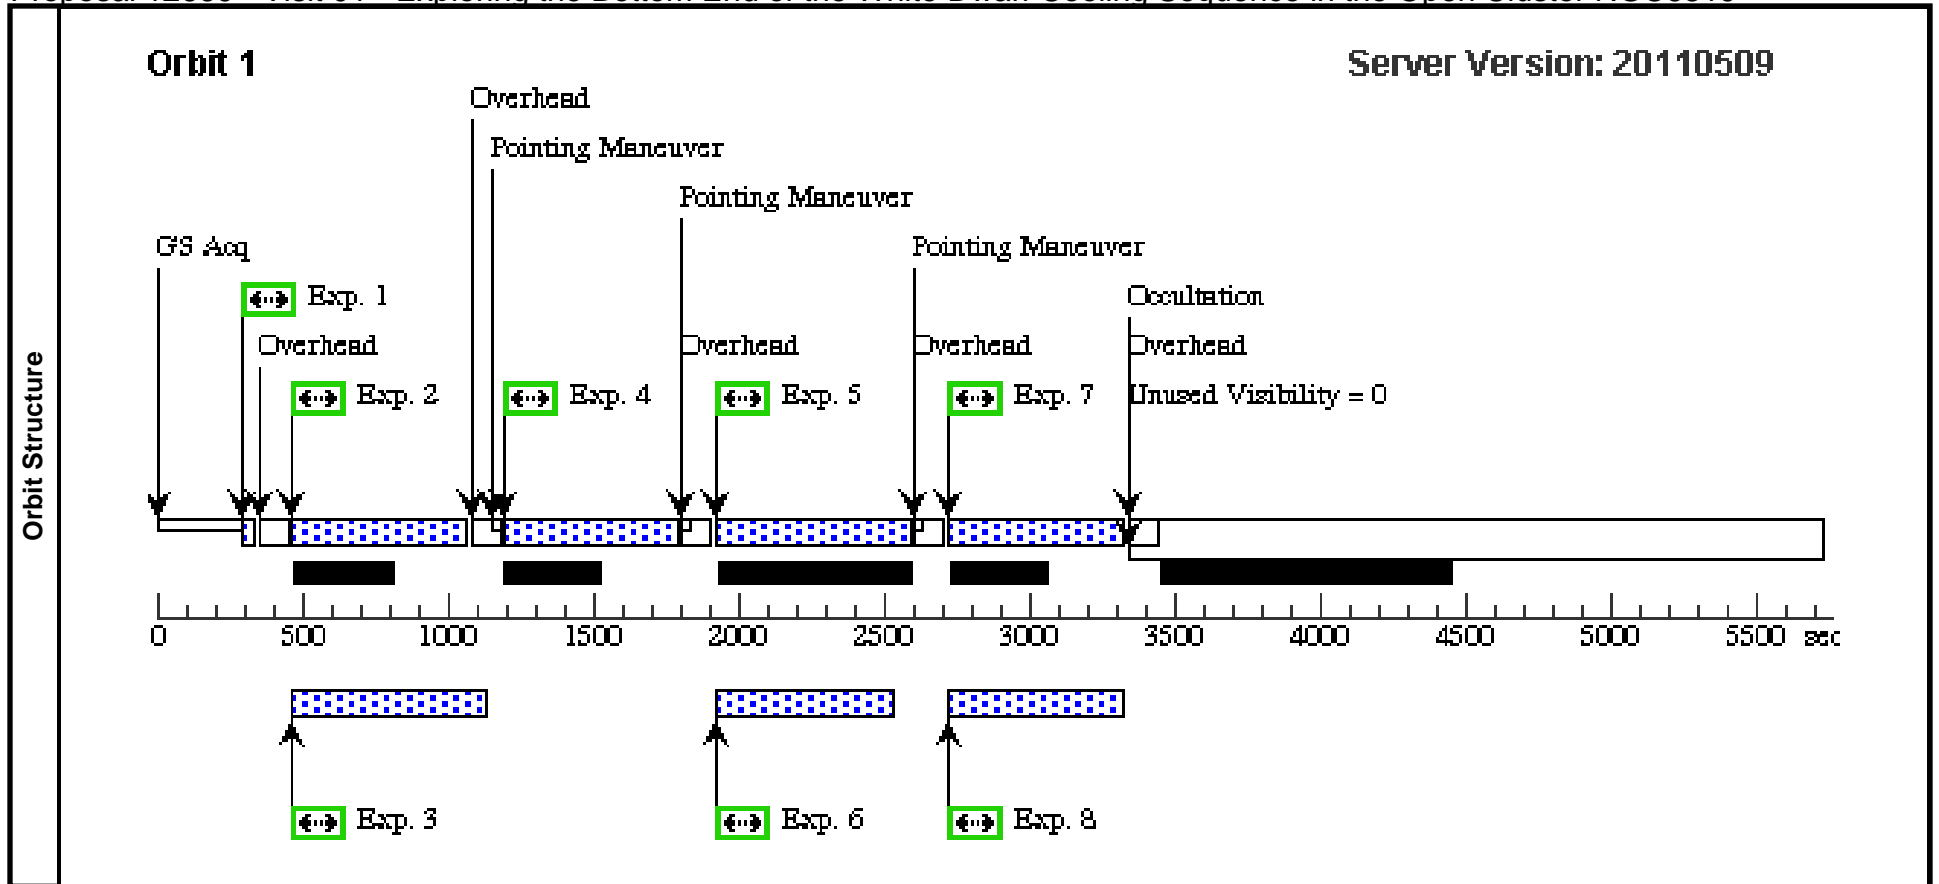 Orbit 1
Server Version: 20110509
Overhead
Pointing Maneuver
Pointing Maneuver
GS Acq
Pointing Maneuver
Exp. 1
Occultation
Overhead
Overhead
Overhead
Overhead
Exp. 2
Exp. 4
Exp. 5
Exp. 7
Unused Visibility = 0
Orbit Structure
0 500 1000 1500 2000 2500 3000 3500 4000 4500 5000 5500 sec
Exp. 3
Exp. 6
Exp. 8